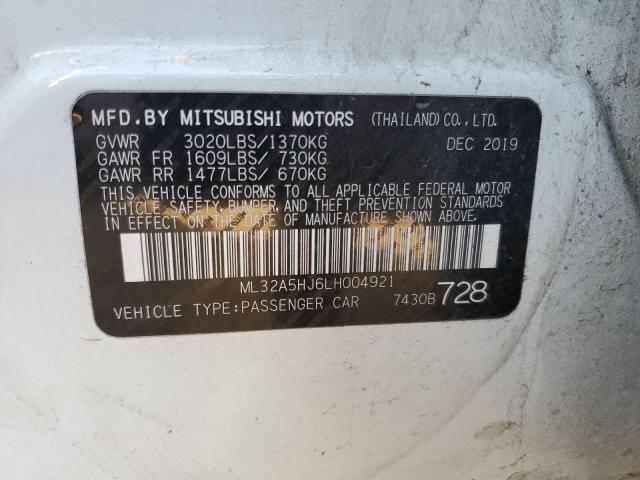 MFD.BY MITSUBISHI MOTORS (THAILAND)CO.,LTD.
GVWR 3020LBS/1370KG DEC 2019
GAWR FR 1609LBS/ 730KG
GAWR RR 1477LBS/ 670KG
THIS VEHICLE CONFORMS TO ALL APPLICABLE FEDERAL MOTOR
VEHICLE SAFETY,BUMPER,AND THEFT PREVENTION STANDARDS
IN EFFECT ON THE DATE OF MANUFACTURE SHOWN ABOVE.
ML32A5HJ6LH004921
VEHICLE TYPE:PASSENGER CAR 7430B 728